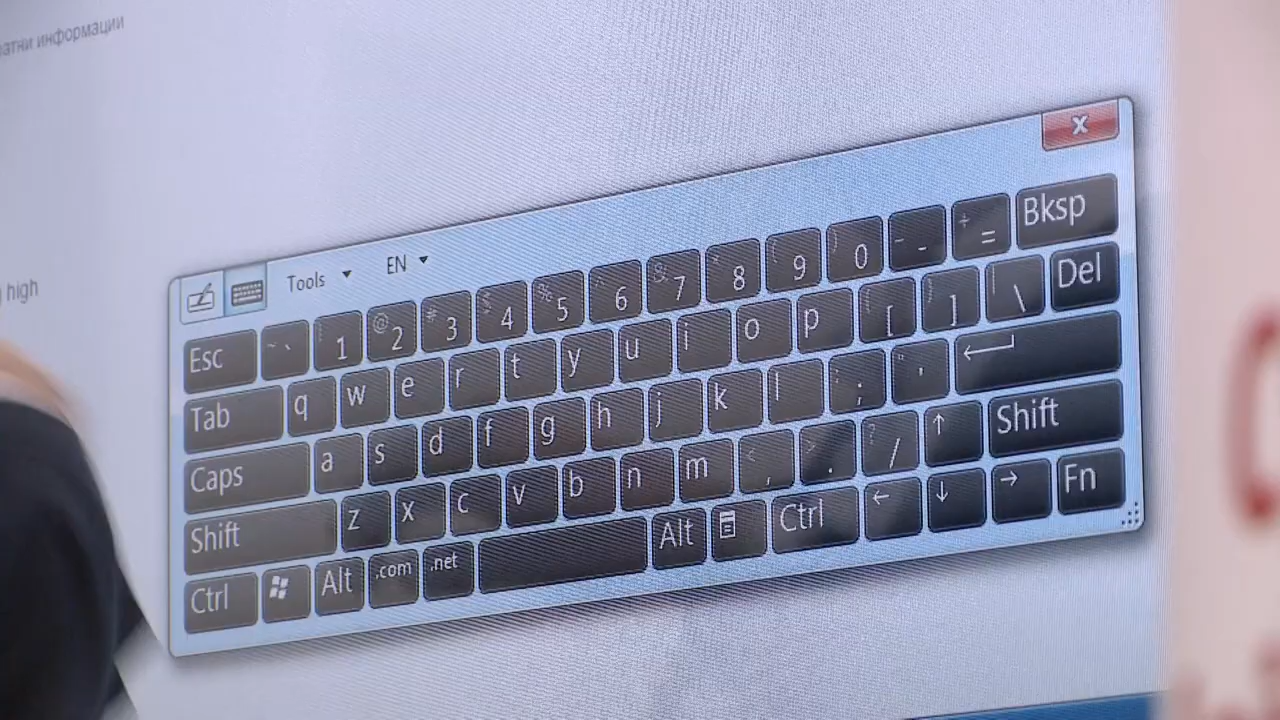 информации
high
Tools EN x
Esc ~ ` ! 1 @ 2 # 3 $ 4 % 5 ^ 6 & 7 * 8 ( 9 ) 0 _ - + = Bksp
Tab q w e r t y u i o p { [ } ] | \ Del
Caps a s d f g h j k l : ; " '
Shift z x c v b n m < , > . ? / ↑ Shift
Ctrl Alt .com .net Alt Ctrl ← ↓ → Fn